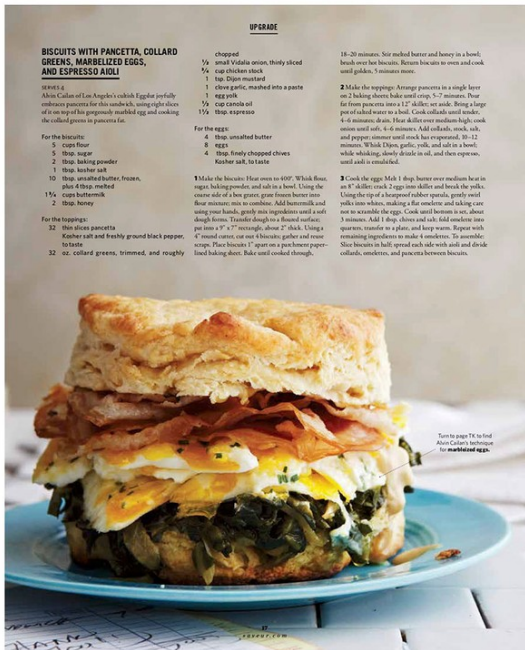 UPGRADE
BISCUITS WITH PANCETTA, COLLARD
GREENS, MARBELIZED EGGS,
AND ESPRESSO AIOLI
SERVES 4
Alvin Cailan of Los Angeles's cultish Eggslut joyfully
embraces pancetta for this sandwich, using eight slices
of it on top of his gorgeously marbled egg and cooking
the collard greens in pancetta fat.
For the biscuits:
5 cups flour
5 tbsp. sugar
2 tbsp. baking powder
1 tbsp. kosher salt
10 tbsp. unsalted butter, frozen,
plus 4 tbsp. melted
1 3/4 cups buttermilk
2 tbsp. honey
For the toppings:
32 thin slices pancetta
Kosher salt and freshly ground black pepper,
to taste
32 oz. collard greens, trimmed, and roughly
chopped
1/2 small Vidalia onion, thinly sliced
cup chicken stock
1 tsp. Dijon mustard
1 clove garlic, mashed into a paste
1 egg yolk
cup canola oil
tbsp. espresso
For the eggs:
4 tbsp. unsalted butter
8 eggs
4 tbsp. finely chopped chives
Kosher salt, to taste
1 Make the biscuits: Heat oven to 400°. Whisk flour,
sugar, baking powder, and salt in a bowl. Using the
coarse side of a box grater, grate frozen butter into
flour mixture; mix to combine. Add buttermilk and
using your hands, gently mix ingredients until a soft
dough forms. Transfer dough to a floured surface;
pat into a 9" x 7" rectangle, about 2" thick. Using a
4" round cutter, cut out 4 biscuits; gather and reuse
scraps. Place biscuits 1" apart on a parchment paper–
lined baking sheet. Bake until cooked through,
18–20 minutes. Stir melted butter and honey in a bowl;
brush over hot biscuits. Return biscuits to oven and cook
until golden, 5 minutes more.
2 Make the toppings: Arrange pancetta in a single layer
on 2 baking sheets; bake until crisp, 5–7 minutes. Pour
fat from pancetta into a 12" skillet; set aside. Bring a large
pot of salted water to a boil. Cook collards until tender,
4–6 minutes; drain. Heat skillet over medium-high; cook
onion until soft, 4–6 minutes. Add collards, stock, salt,
and pepper; simmer until stock has evaporated, 10–12
minutes. Whisk Dijon, garlic, yolk, and salt in a bowl;
while whisking, slowly drizzle in oil, and then espresso,
until aioli is emulsified.
3 Cook the eggs: Melt 1 tbsp. butter over medium heat in
an 8" skillet; crack 2 eggs into skillet and break the yolks.
Using the tip of a heatproof rubber spatula, gently swirl
yolks into whites, making a flat omelette and taking care
not to scramble the eggs. Cook until bottom is set, about
3 minutes. Add 1 tbsp. chives and salt; fold omelette into
quarters, transfer to a plate, and keep warm. Repeat with
remaining ingredients to make 4 omelettes. To assemble:
Slice biscuits in half; spread each side with aioli and divide
collards, omelettes, and pancetta between biscuits.
Turn to page TK to find
Alvin Cailan's technique
for marbleized eggs.
saveur.com